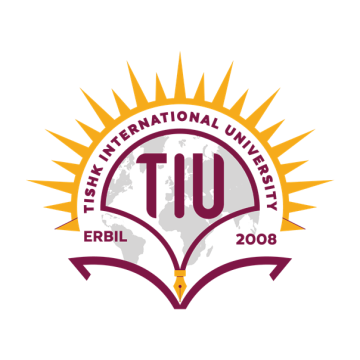 TISHK INTERNATIONAL UNIVERSITY
TIU
ERBIL
2008